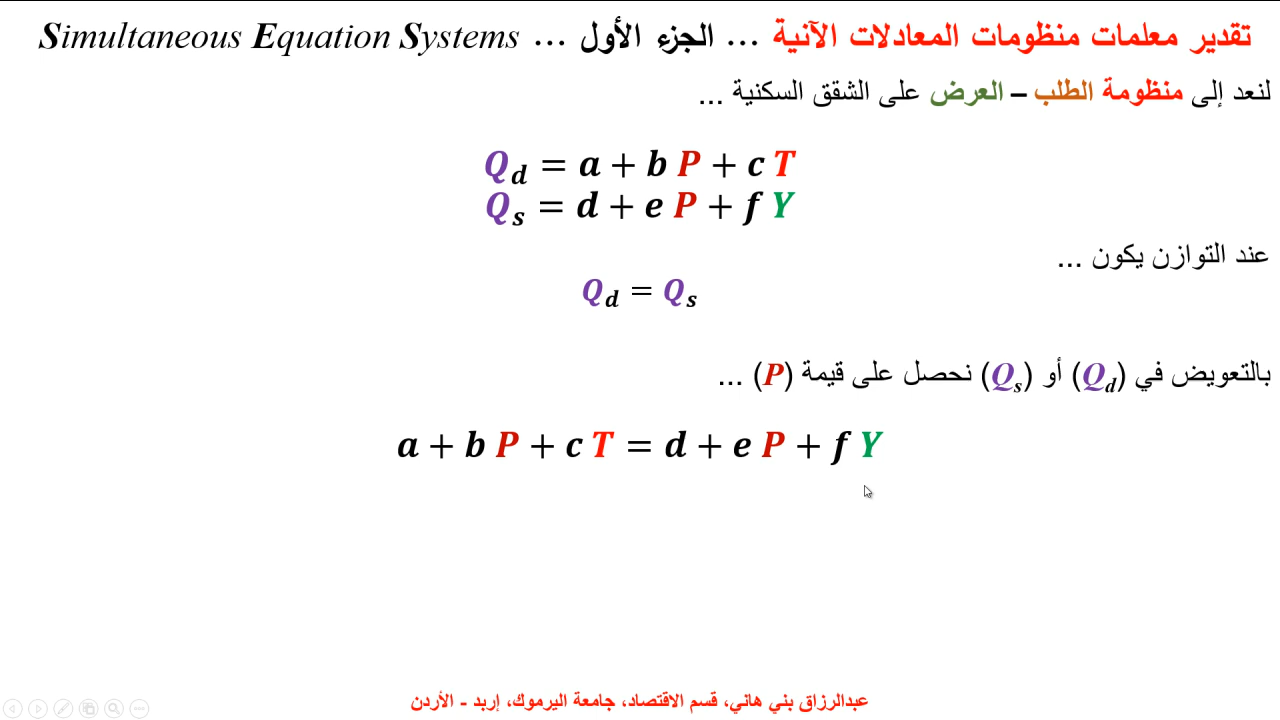 تقدير معلمات منظومات المعادلات الآنية ... الجزء الأول ... Simultaneous Equation Systems
لنعد إلى منظومة الطلب – العرض على الشقق السكنية ...
Q_d = a + b P + c T
Q_s = d + e P + f Y
عند التوازن يكون ...
Q_d = Q_s
بالتعويض في (Q_d) أو (Q_s) نحصل على قيمة (P) ...
a + b P + c T = d + e P + f Y
عبدالرزاق بني هاني، قسم الاقتصاد، جامعة اليرموك، إربد - الأردن